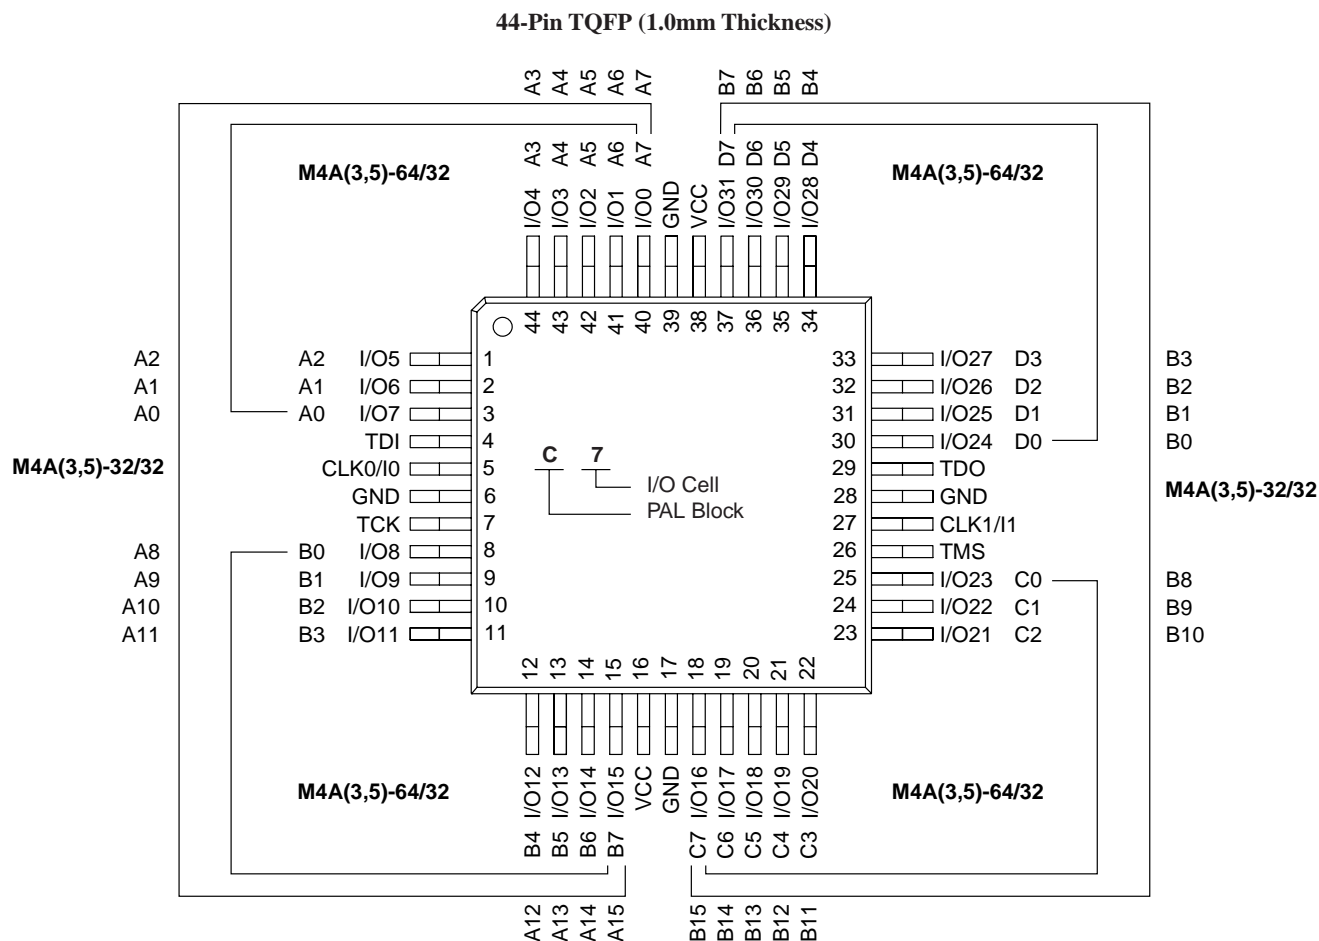 44-Pin TQFP (1.0mm Thickness)
A3 A4 A5 A6 A7 B7 B6 B5 B4
A3 A4 A5 A6 A7 D7 D6 D5 D4
M4A(3,5)-64/32 M4A(3,5)-64/32
I/O4 I/O3 I/O2 I/O1 I/O0 GND VCC I/O31 I/O30 I/O29 I/O28
44 43 42 41 40 39 38 37 36 35 34
A2 A2 I/O5 1 33 I/O27 D3 B3
A1 A1 I/O6 2 32 I/O26 D2 B2
A0 A0 I/O7 3 31 I/O25 D1 B1
TDI 4 30 I/O24 D0 B0
M4A(3,5)-32/32 CLK0/I0 5 C 7 29 TDO
I/O Cell
GND 6 28 GND M4A(3,5)-32/32
PAL Block
TCK 7 27 CLK1/I1
A8 B0 I/O8 8 26 TMS
A9 B1 I/O9 9 25 I/O23 C0 B8
A10 B2 I/O10 10 24 I/O22 C1 B9
A11 B3 I/O11 11 23 I/O21 C2 B10
12 13 14 15 16 17 18 19 20 21 22
I/O12 I/O13 I/O14 I/O15 VCC GND I/O16 I/O17 I/O18 I/O19 I/O20
M4A(3,5)-64/32 M4A(3,5)-64/32
B4 B5 B6 B7 C7 C6 C5 C4 C3
A12 A13 A14 A15 B15 B14 B13 B12 B11